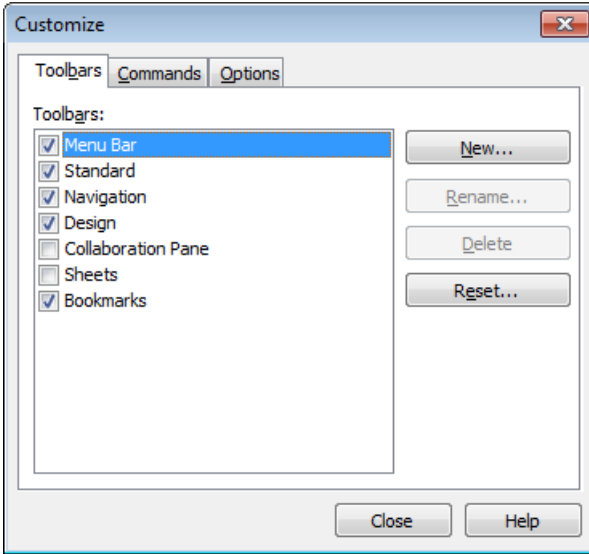 Customize
Toolbars Commands Options
Toolbars:
Menu Bar
New...
Standard
Navigation
Rename...
Design
Collaboration Pane
Delete
Sheets
Bookmarks
Reset...
Close Help